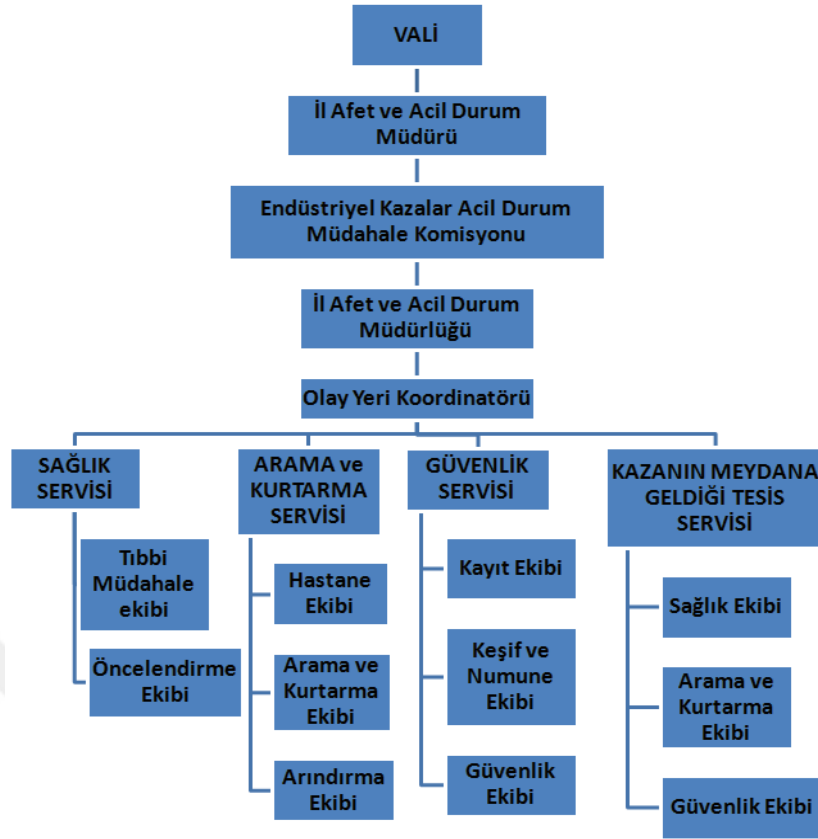 VALİ
İl Afet ve Acil Durum
Müdürü
Endüstriyel Kazalar Acil Durum
Müdahale Komisyonu
İl Afet ve Acil Durum
Müdürlüğü
Olay Yeri Koordinatörü
SAĞLIK
SERVİSİ
Tıbbi
Müdahale
ekibi
Öncelendirme
Ekibi
ARAMA ve
KURTARMA
SERVİSİ
Hastane
Ekibi
Arama ve
Kurtarma
Ekibi
Arındırma
Ekibi
GÜVENLİK
SERVİSİ
Kayıt Ekibi
Keşif ve
Numune
Ekibi
Güvenlik
Ekibi
KAZANIN MEYDANA
GELDİĞİ TESİS
SERVİSİ
Sağlık Ekibi
Arama ve
Kurtarma
Ekibi
Güvenlik Ekibi